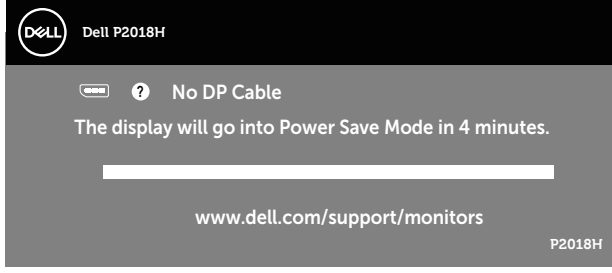 DELL
Dell P2018H
? No DP Cable
The display will go into Power Save Mode in 4 minutes.
www.dell.com/support/monitors
P2018H